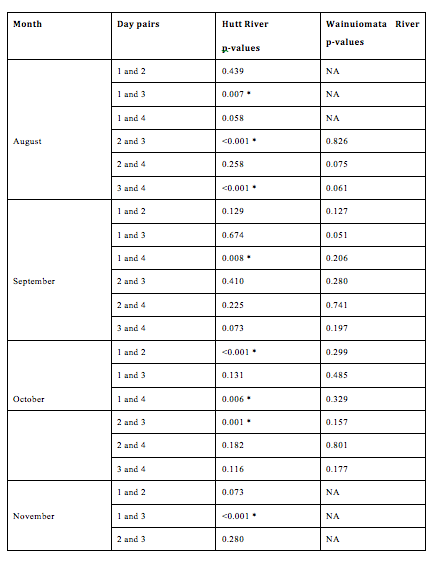 Month Day pairs Hutt River p-values Wainuiomata River p-values
August
1 and 2 0.439 NA
1 and 3 0.007 * NA
1 and 4 0.058 NA
2 and 3 <0.001 * 0.826
2 and 4 0.258 0.075
3 and 4 <0.001 * 0.061
September
1 and 2 0.129 0.127
1 and 3 0.674 0.051
1 and 4 0.008 * 0.206
2 and 3 0.410 0.280
2 and 4 0.225 0.741
3 and 4 0.073 0.197
October
1 and 2 <0.001 * 0.299
1 and 3 0.131 0.485
1 and 4 0.006 * 0.329
2 and 3 0.001 * 0.157
2 and 4 0.182 0.801
3 and 4 0.116 0.177
November
1 and 2 0.073 NA
1 and 3 <0.001 * NA
2 and 3 0.280 NA